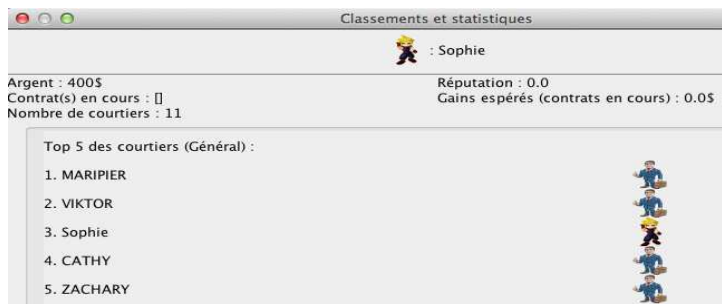 Classements et statistiques
: Sophie
Argent : 400$
Réputation : 0.0
Contrat(s) en cours : []
Gains espérés (contrats en cours) : 0.0$
Nombre de courtiers : 11
Top 5 des courtiers (Général) :
1. MARIPIER
2. VIKTOR
3. Sophie
4. CATHY
5. ZACHARY